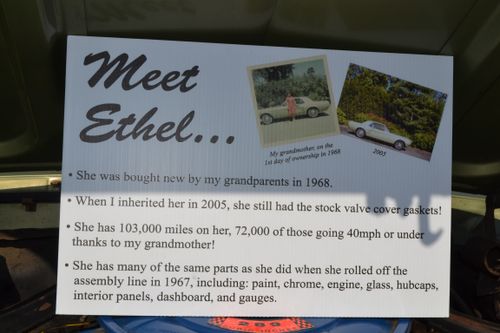 Meet
Ethel...
My grandmother, on the
1st day of ownership in 1968
2005
• She was bought new by my grandparents in 1968.
• When I inherited her in 2005, she still had the stock valve cover gaskets!
• She has 103,000 miles on her, 72,000 of those going 40mph or under
thanks to my grandmother!
• She has many of the same parts as she did when she rolled off the
assembly line in 1967, including: paint, chrome, engine, glass, hubcaps,
interior panels, dashboard, and gauges.
289